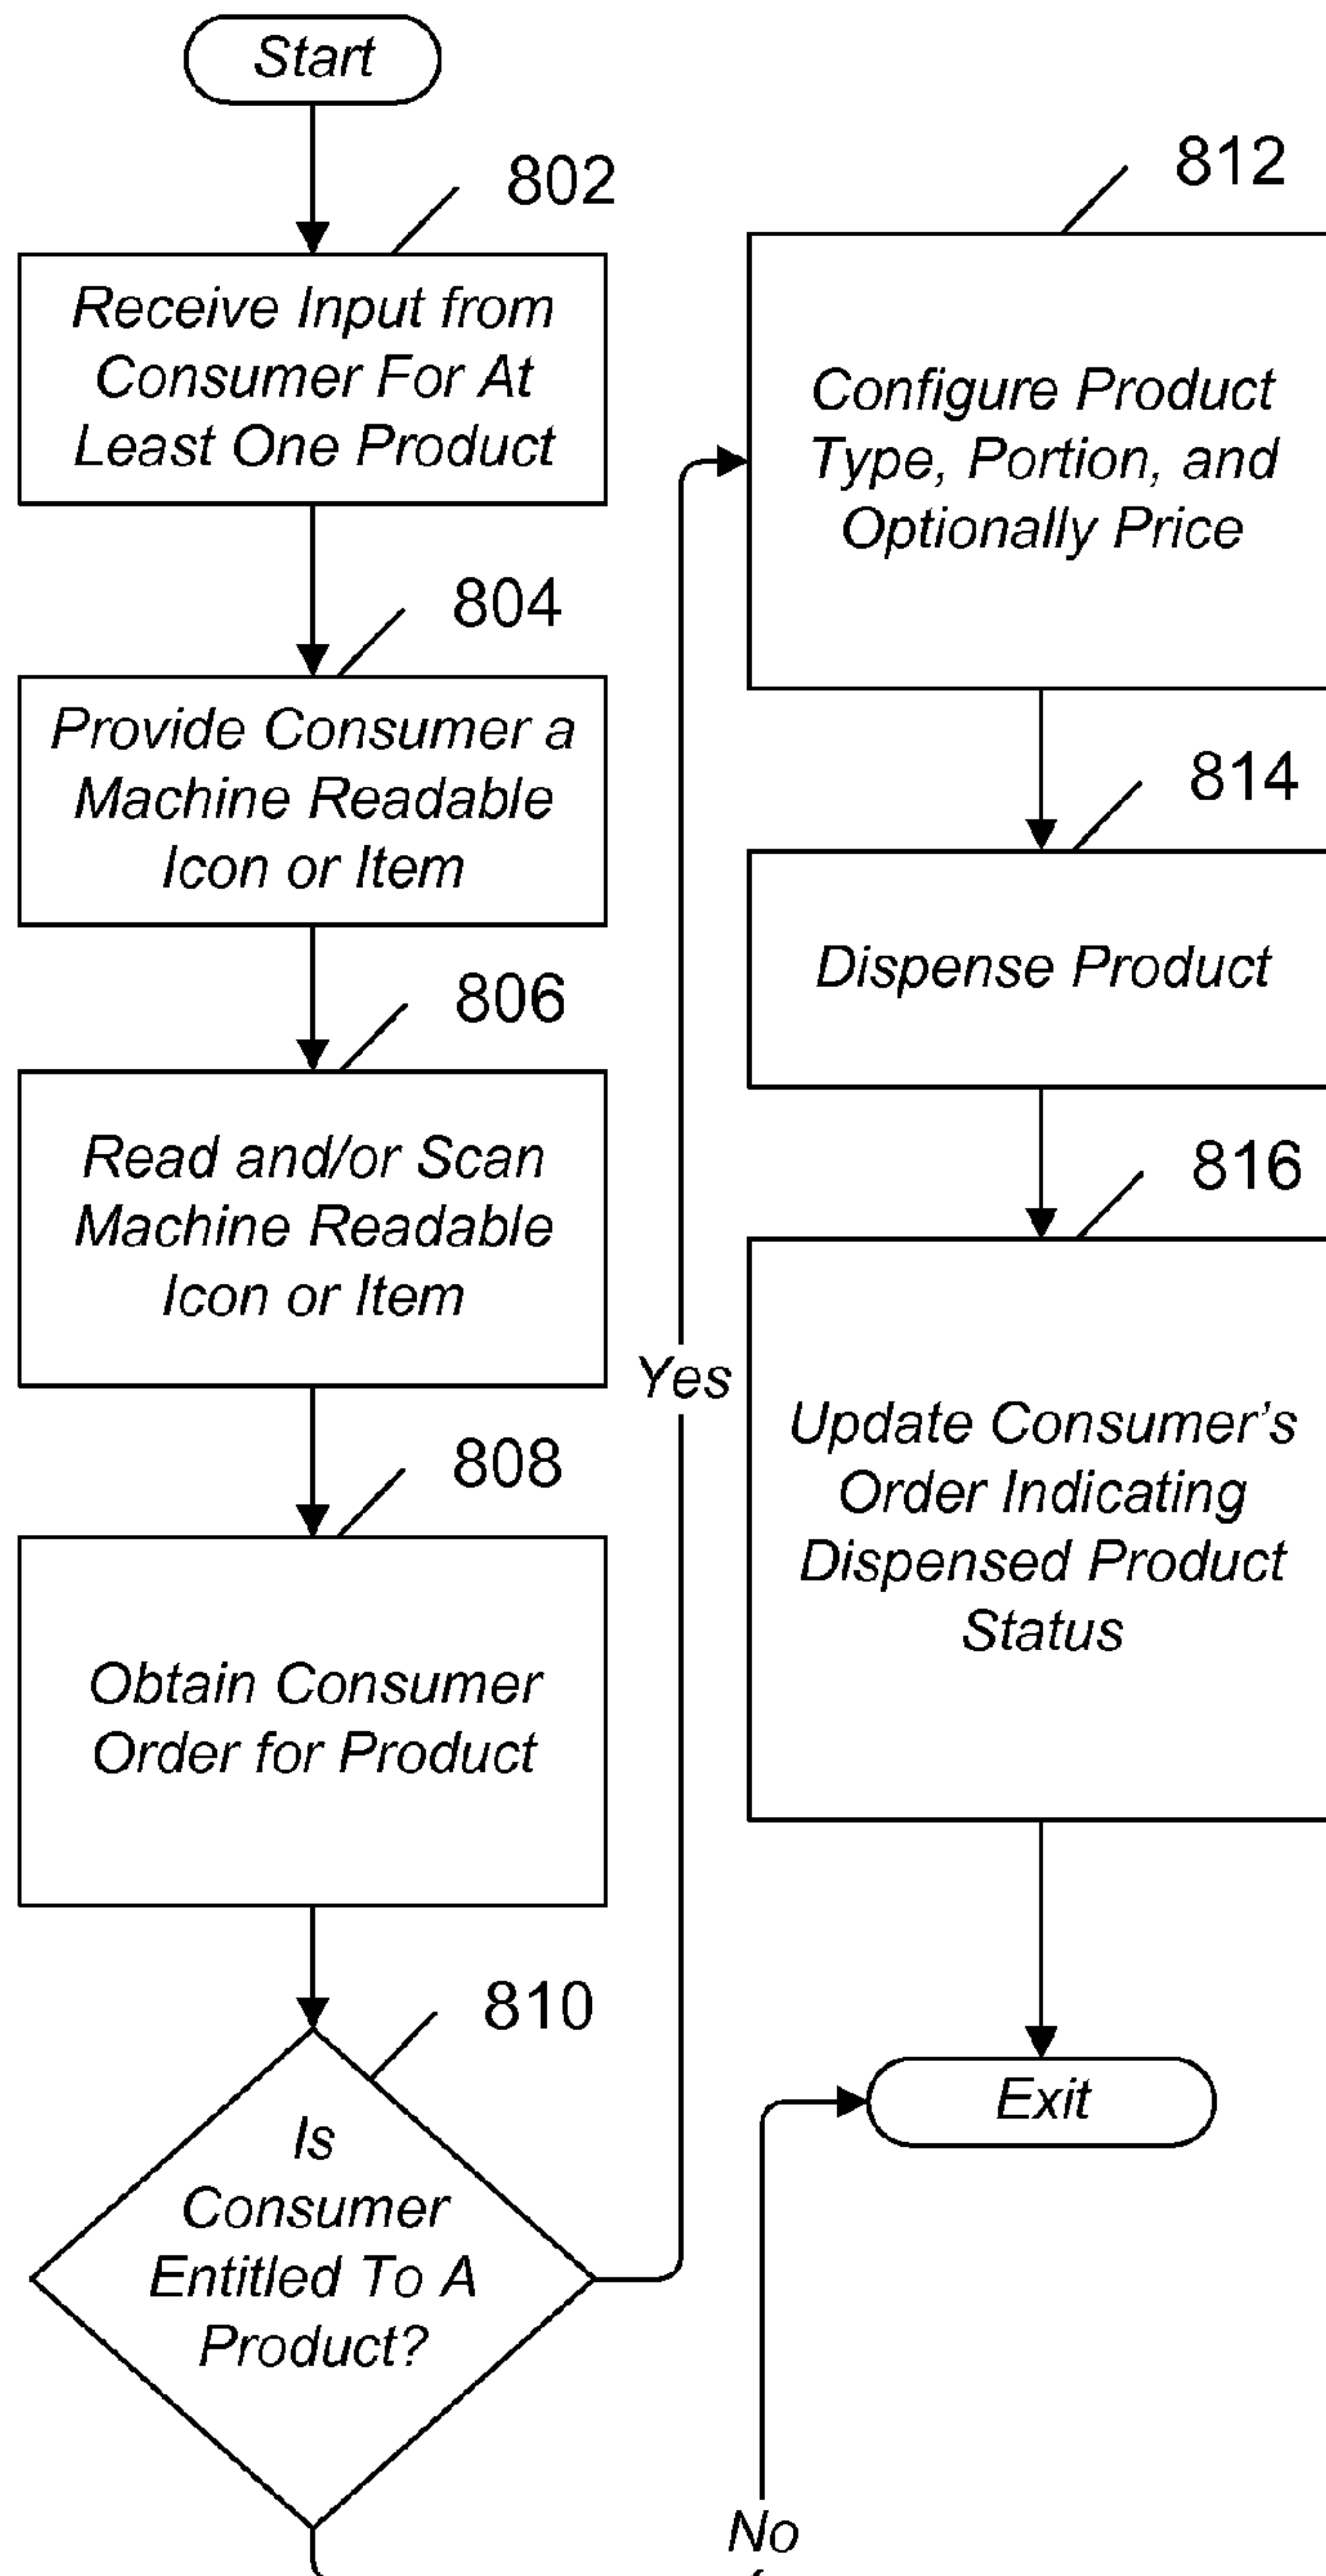 Start
802
Receive Input from
Consumer For At
Least One Product
804
Provide Consumer a
Machine Readable
Icon or Item
806
Read and/or Scan
Machine Readable
Icon or Item
808
Obtain Consumer
Order for Product
810
Is
Consumer
Entitled To A
Product?
Yes
No
812
Configure Product
Type, Portion, and
Optionally Price
814
Dispense Product
816
Update Consumer’s
Order Indicating
Dispensed Product
Status
Exit